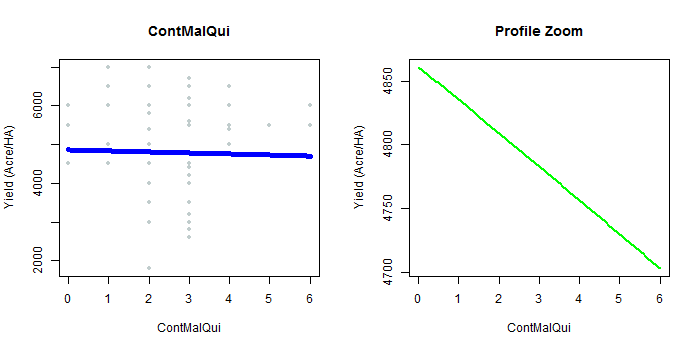 ContMalQui
Yield (Acre/HA)
6000
4000
2000
0 1 2 3 4 5 6
ContMalQui
Profile Zoom
Yield (Acre/HA)
4850
4800
4750
4700
0 1 2 3 4 5 6
ContMalQui